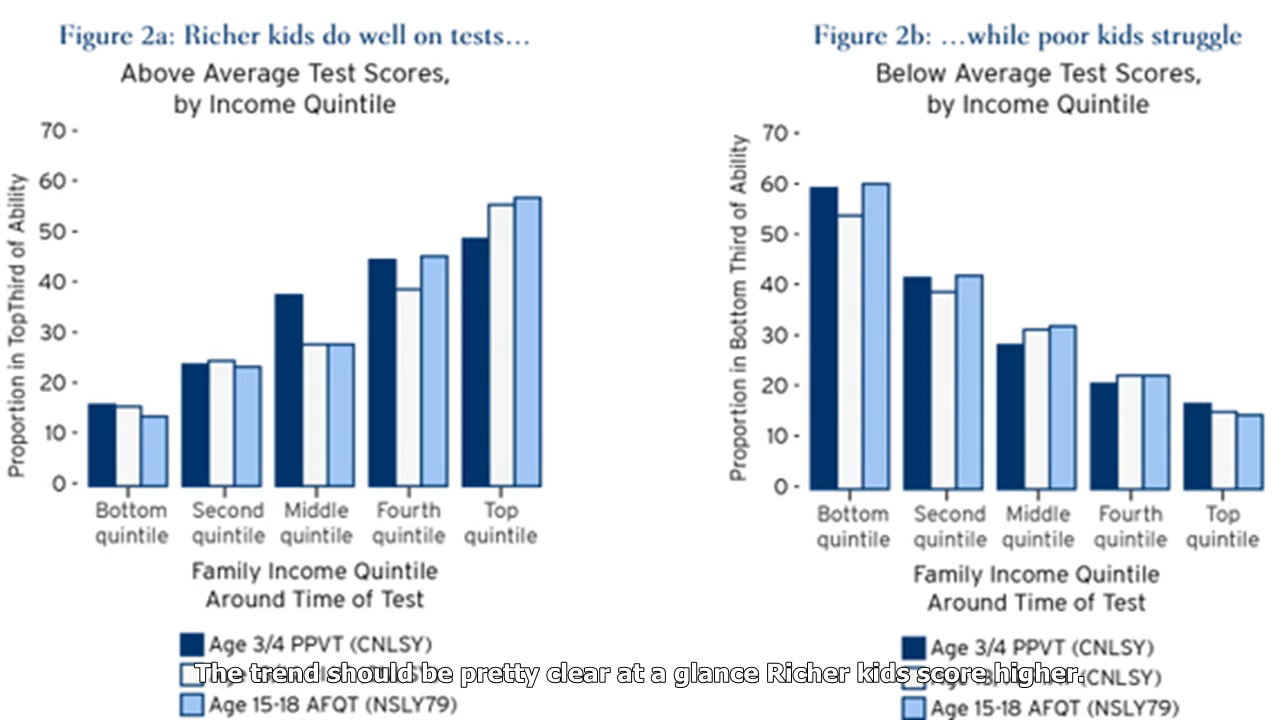 Figure 2a: Richer kids do well on tests…
Above Average Test Scores,
by Income Quintile
Proportion in TopThird of Ability
70
60
50
40
30
20
10
0
Bottom quintile
Second quintile
Middle quintile
Fourth quintile
Top quintile
Family Income Quintile
Around Time of Test
Age 3/4 PPVT (CNLSY)
Age 15-18 AFQT (NSLY79)
Figure 2b: …while poor kids struggle
Below Average Test Scores,
by Income Quintile
Proportion in Bottom Third of Ability
70
60
50
40
30
20
10
0
Bottom quintile
Second quintile
Middle quintile
Fourth quintile
Top quintile
Family Income Quintile
Around Time of Test
Age 3/4 PPVT (CNLSY)
Age 15-18 AFQT (NSLY79)
The trend should be pretty clear at a glance Richer kids score higher.